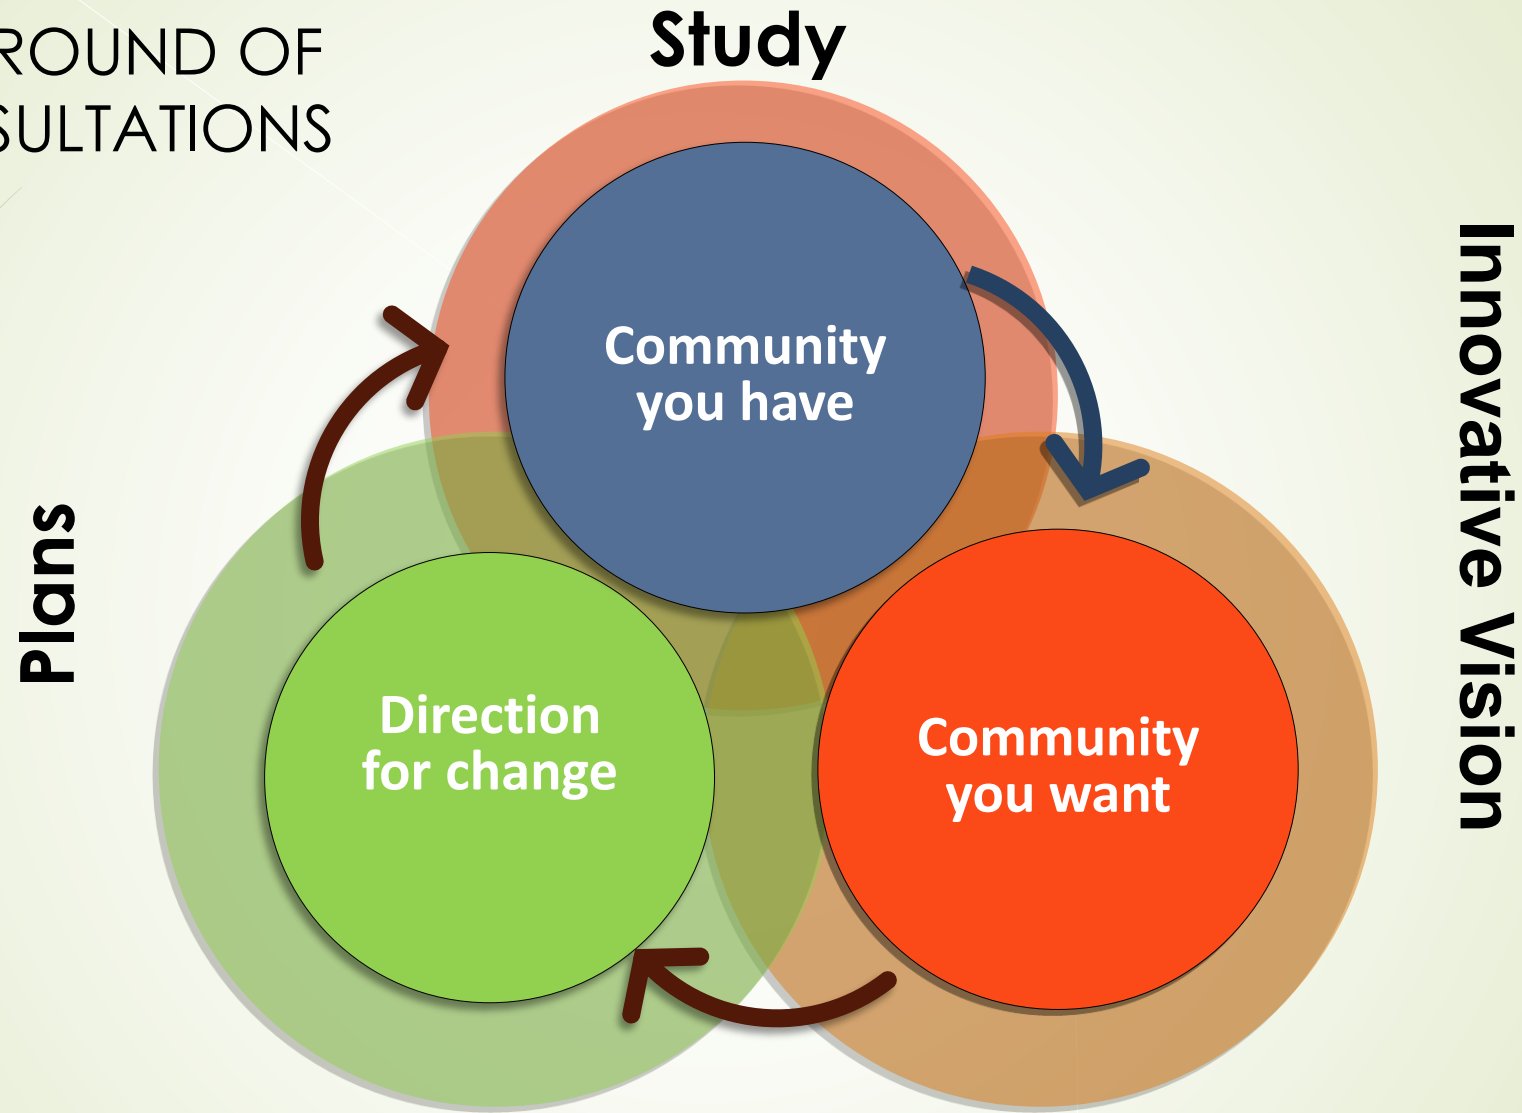 ROUND OF
SULTATIONS
Study
Community
you have
Innovative Vision
Plans
Direction
for change
Community
you want